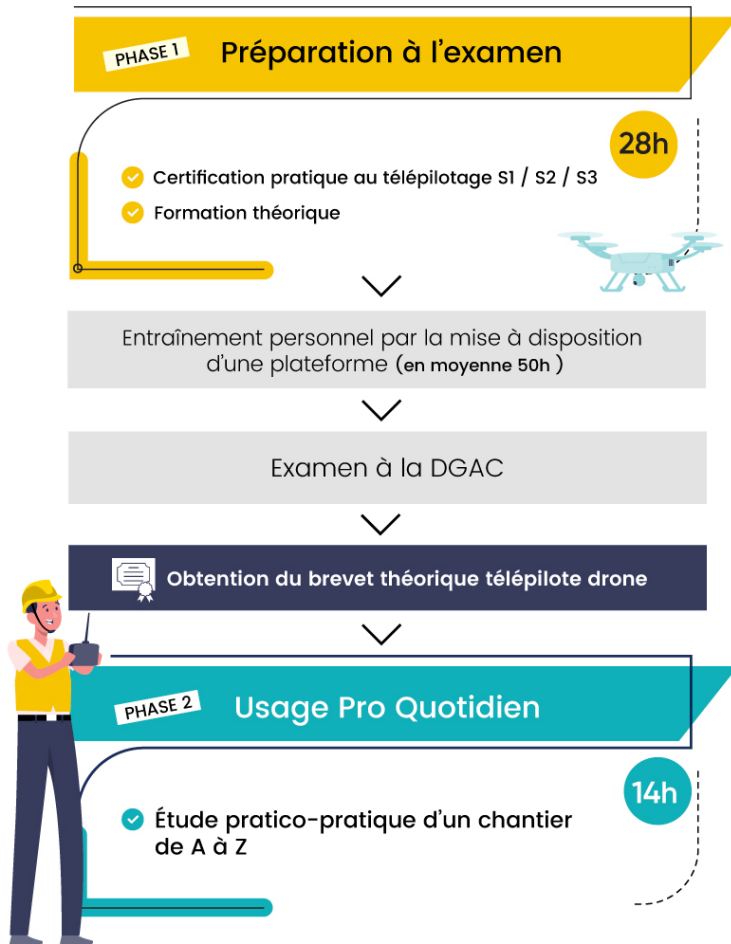 PHASE 1
Préparation à l'examen
28h
Certification pratique au télépilotage S1 / S2 / S3
Formation théorique
Entraînement personnel par la mise à disposition
d'une plateforme (en moyenne 50h )
Examen à la DGAC
Obtention du brevet théorique télépilote drone
PHASE 2
Usage Pro Quotidien
14h
Étude pratico-pratique d'un chantier
de A à Z